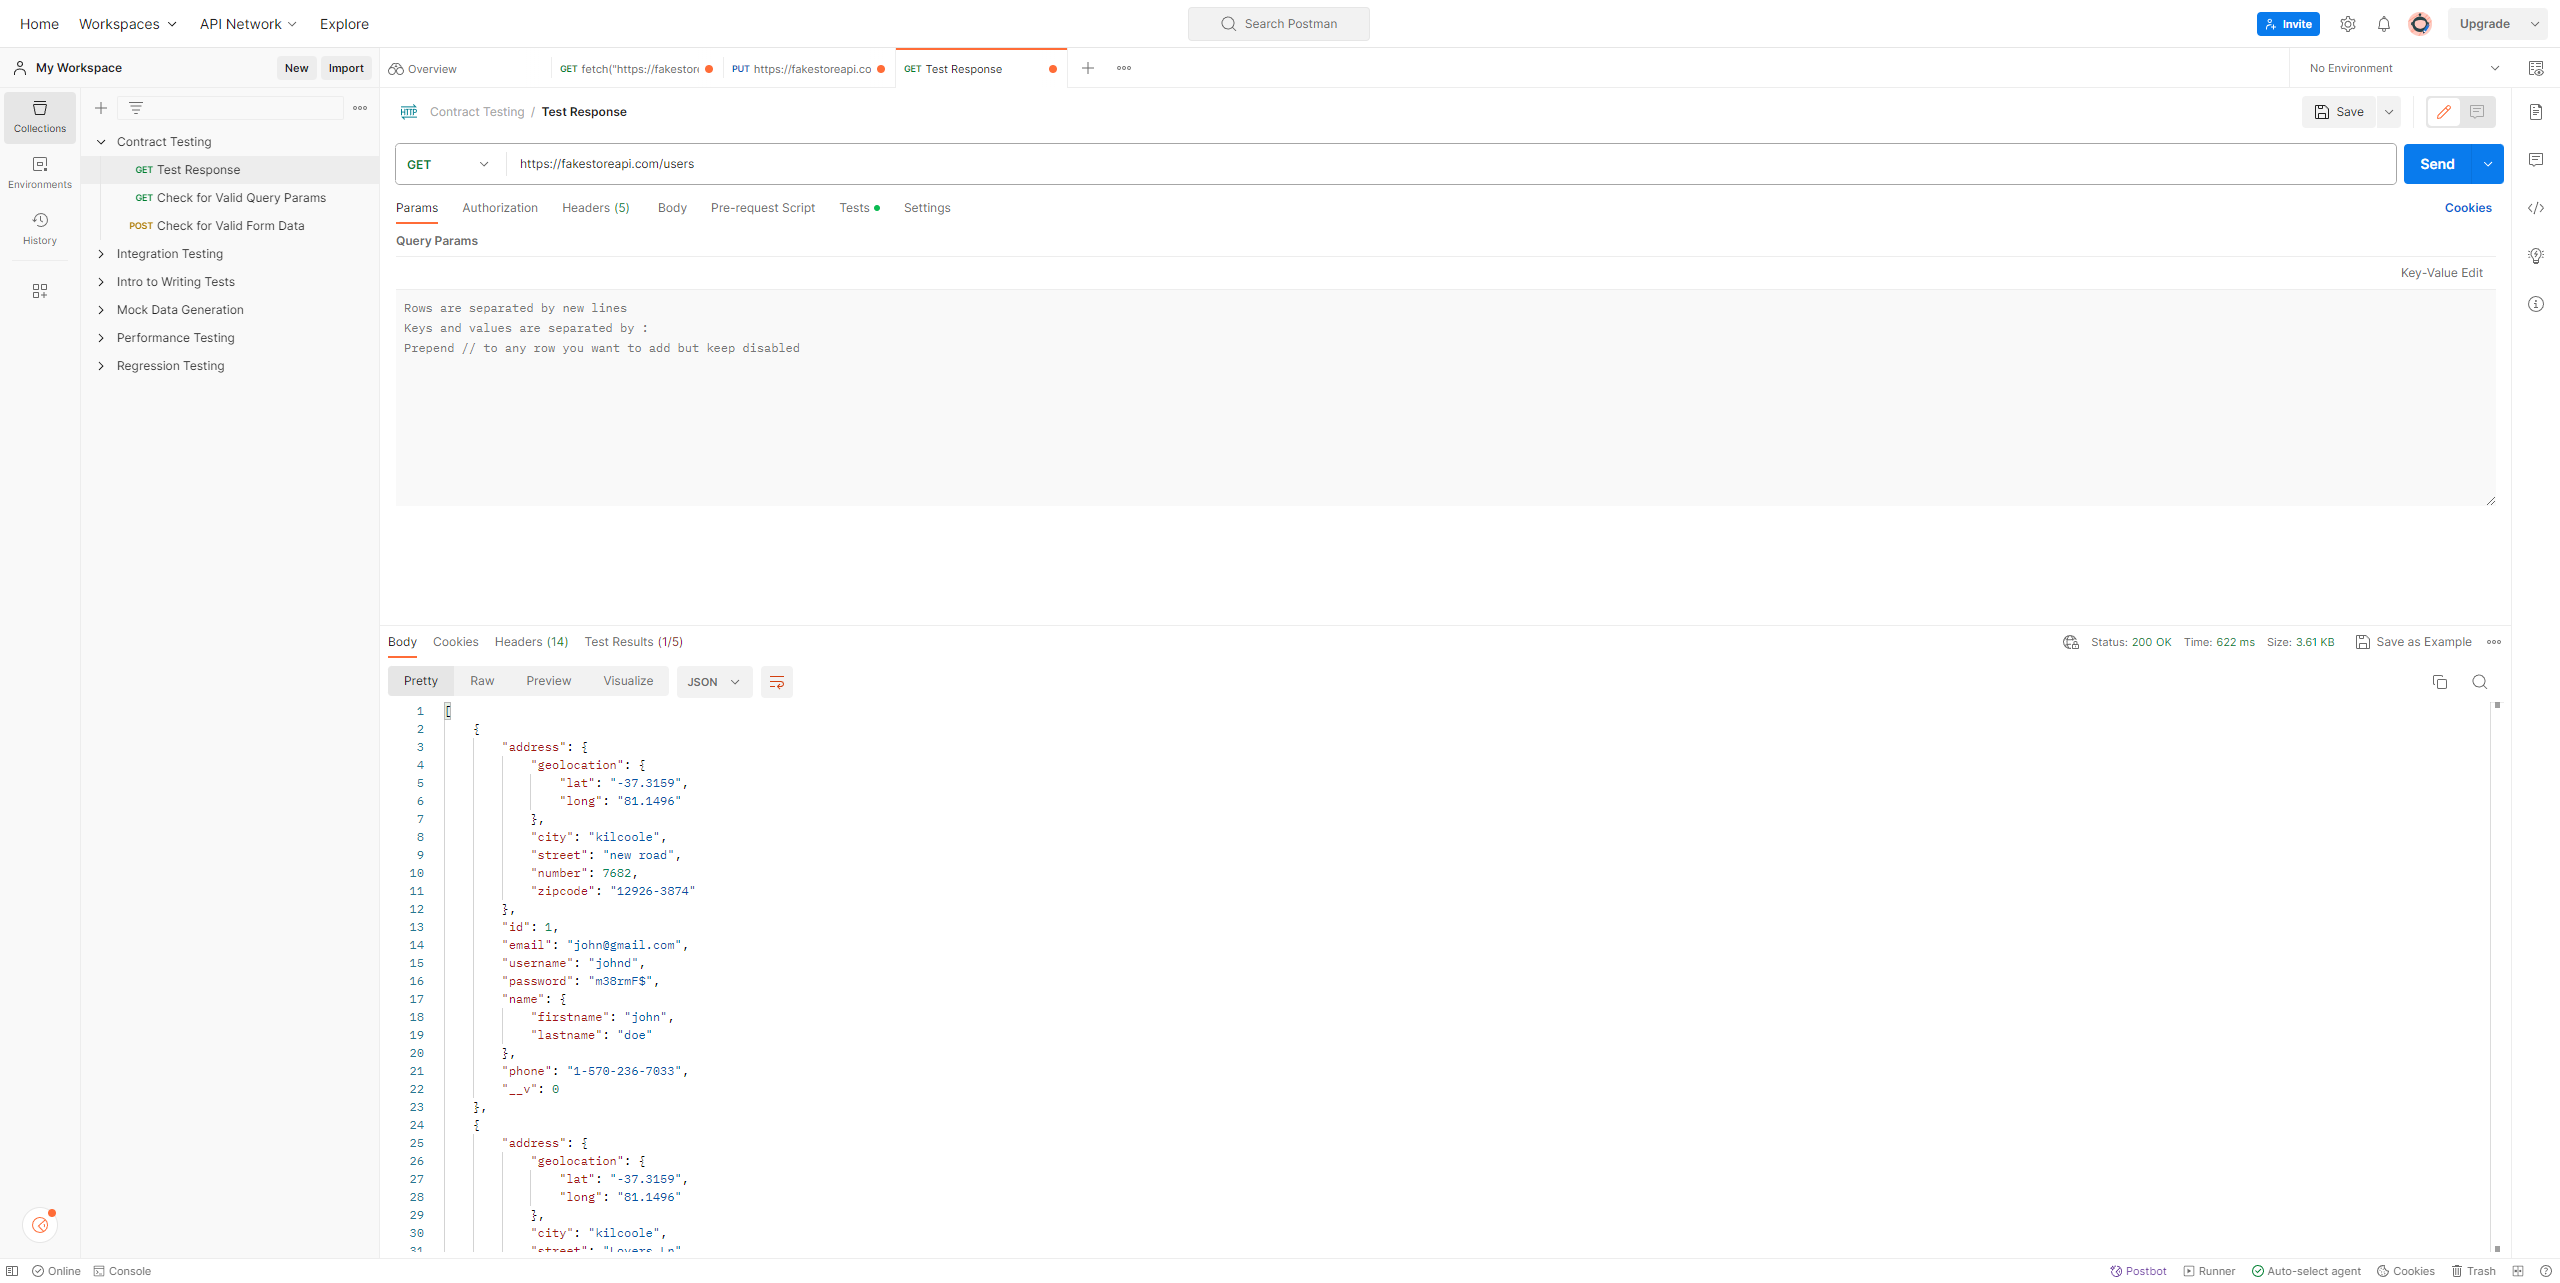 Home Workspaces API Network Explore Search Postman Invite Upgrade
My Workspace New Import Overview GET fetch("https://fakestore PUT https://fakestoreapi.co GET Test Response No Environment
Collections
Environments
History
Contract Testing
GET Test Response
GET Check for Valid Query Params
POST Check for Valid Form Data
Integration Testing
Intro to Writing Tests
Mock Data Generation
Performance Testing
Regression Testing
HTTP Contract Testing / Test Response Save
GET https://fakestoreapi.com/users Send
Params Authorization Headers (5) Body Pre-request Script Tests Settings Cookies
Query Params
Key-Value Edit
Rows are separated by new lines
Keys and values are separated by :
Prepend // to any row you want to add but keep disabled
Body Cookies Headers (14) Test Results (1/5) Status: 200 OK Time: 622 ms Size: 3.61 KB Save as Example
Pretty Raw Preview Visualize JSON
1 [
2 {
3 "address": {
4 "geolocation": {
5 "lat": "-37.3159",
6 "long": "81.1496"
7 },
8 "city": "kilcoole",
9 "street": "new road",
10 "number": 7682,
11 "zipcode": "12926-3874"
12 },
13 "id": 1,
14 "email": "john@gmail.com",
15 "username": "johnd",
16 "password": "m38rmF$",
17 "name": {
18 "firstname": "john",
19 "lastname": "doe"
20 },
21 "phone": "1-570-236-7033",
22 "__v": 0
23 },
24 {
25 "address": {
26 "geolocation": {
27 "lat": "-37.3159",
28 "long": "81.1496"
29 },
30 "city": "kilcoole",
31 "street": "Lovers Ln"
Online Console Postbot Runner Auto-select agent Cookies Trash